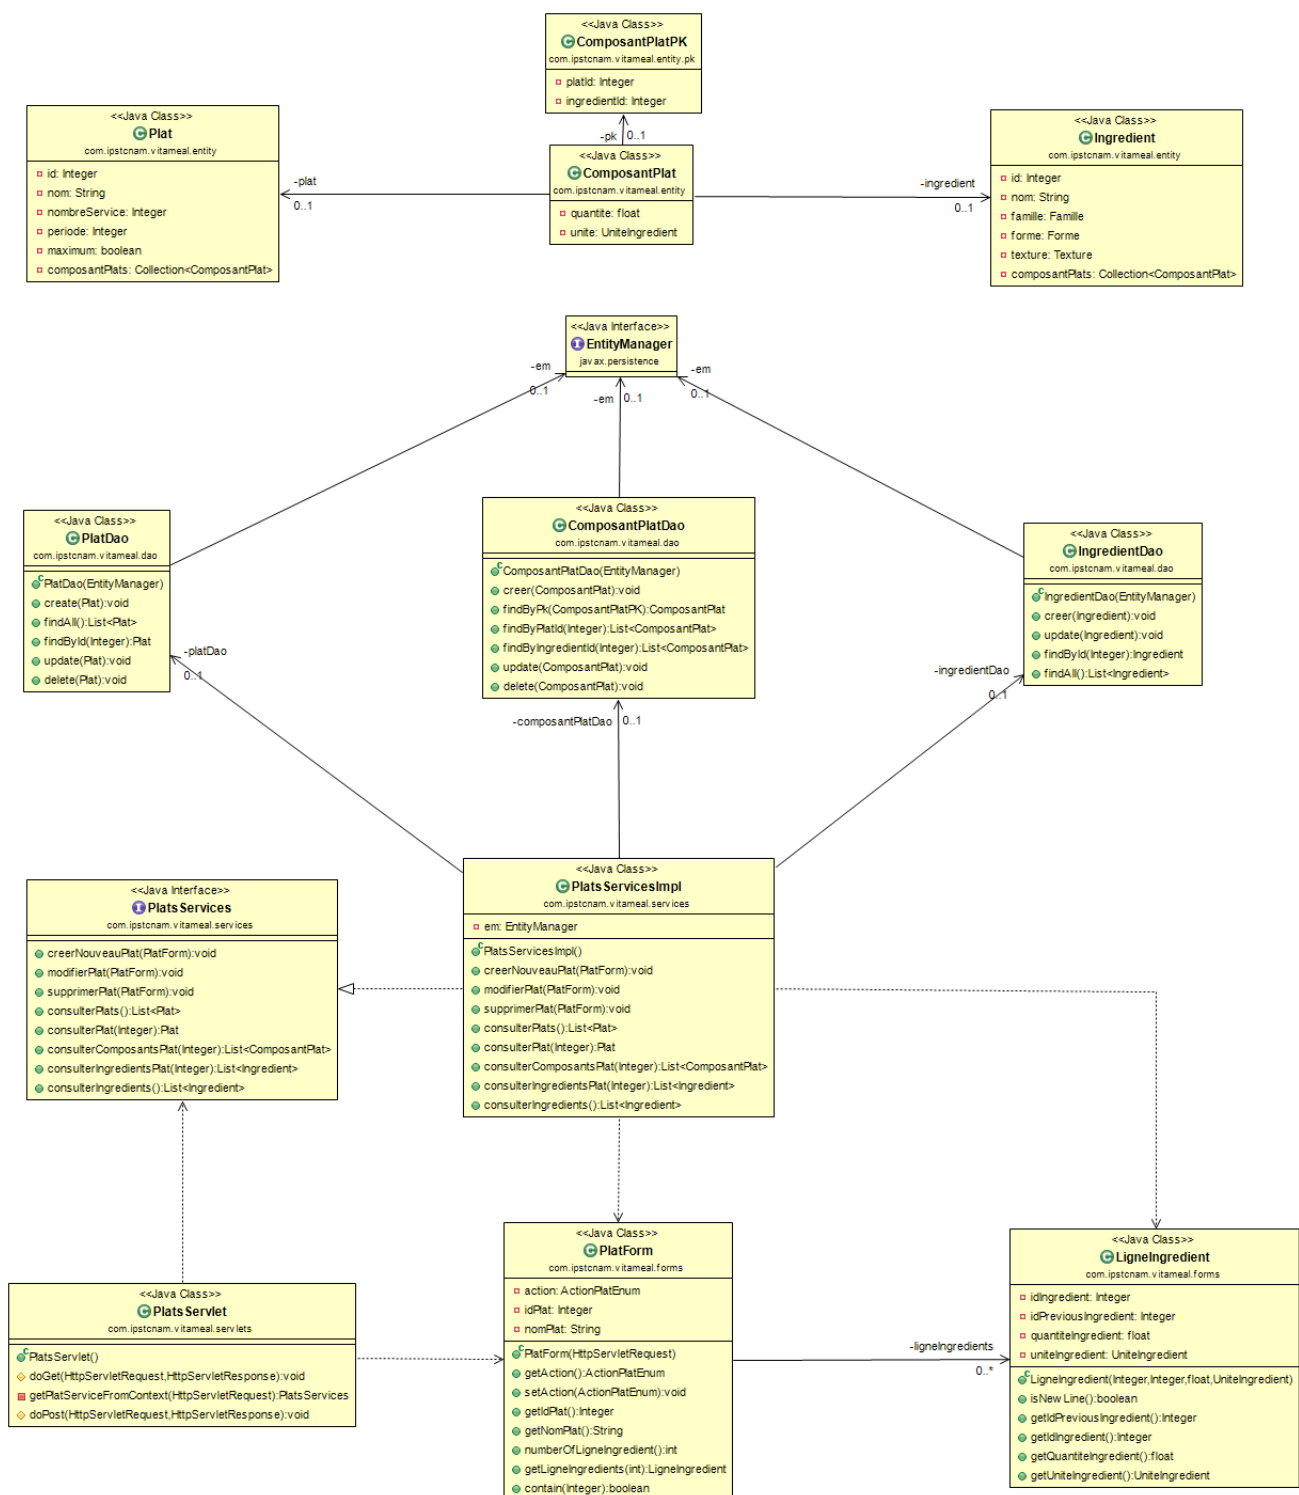 <<Java Class>>
ComposantPlatPK
com.ipstcnam.vitameal.entity.pk
platId: Integer
ingredientId: Integer
-pk 0..1
<<Java Class>>
Plat
com.ipstcnam.vitameal.entity
id: Integer
nom: String
nombreService: Integer
periode: Integer
maximum: boolean
composantPlats: Collection<ComposantPlat>
-plat
0..1
<<Java Class>>
ComposantPlat
com.ipstcnam.vitameal.entity
quantite: float
unite: UniteIngredient
-ingredient
0..1
<<Java Class>>
Ingredient
com.ipstcnam.vitameal.entity
id: Integer
nom: String
famille: Famille
forme: Forme
texture: Texture
composantPlats: Collection<ComposantPlat>
<<Java Interface>>
EntityManager
javax.persistence
-em
0..1
-em 0..1
-em
0..1
<<Java Class>>
PlatDao
com.ipstcnam.vitameal.dao
PlatDao(EntityManager)
create(Plat):void
findAll():List<Plat>
findById(Integer):Plat
update(Plat):void
delete(Plat):void
-platDao
0..1
<<Java Class>>
ComposantPlatDao
com.ipstcnam.vitameal.dao
ComposantPlatDao(EntityManager)
creer(ComposantPlat):void
findByPk(ComposantPlatPK):ComposantPlat
findByPlatId(Integer):List<ComposantPlat>
findByIngredientId(Integer):List<ComposantPlat>
update(ComposantPlat):void
delete(ComposantPlat):void
-composantPlatDao 0..1
<<Java Class>>
IngredientDao
com.ipstcnam.vitameal.dao
IngredientDao(EntityManager)
creer(Ingredient):void
update(Ingredient):void
findById(Integer):Ingredient
findAll():List<Ingredient>
-ingredientDao
0..1
<<Java Interface>>
PlatsServices
com.ipstcnam.vitameal.services
creerNouveauPlat(PlatForm):void
modifierPlat(PlatForm):void
supprimerPlat(PlatForm):void
consulterPlats():List<Plat>
consulterPlat(Integer):Plat
consulterComposantsPlat(Integer):List<ComposantPlat>
consulterIngredientsPlat(Integer):List<Ingredient>
consulterIngredients():List<Ingredient>
<<Java Class>>
PlatsServicesImpl
com.ipstcnam.vitameal.services
em: EntityManager
PlatsServicesImpl()
creerNouveauPlat(PlatForm):void
modifierPlat(PlatForm):void
supprimerPlat(PlatForm):void
consulterPlats():List<Plat>
consulterPlat(Integer):Plat
consulterComposantsPlat(Integer):List<ComposantPlat>
consulterIngredientsPlat(Integer):List<Ingredient>
consulterIngredients():List<Ingredient>
<<Java Class>>
PlatsServlet
com.ipstcnam.vitameal.servlets
PlatsServlet()
doGet(HttpServletRequest,HttpServletResponse):void
getPlatServiceFromContext(HttpServletRequest):PlatsServices
doPost(HttpServletRequest,HttpServletResponse):void
<<Java Class>>
PlatForm
com.ipstcnam.vitameal.forms
action: ActionPlatEnum
idPlat: Integer
nomPlat: String
PlatForm(HttpServletRequest)
getAction():ActionPlatEnum
setAction(ActionPlatEnum):void
getIdPlat():Integer
getNomPlat():String
numberOfLigneIngredient():int
getLigneIngredients(int):LigneIngredient
contain(Integer):boolean
-ligneIngredients
0..*
<<Java Class>>
LigneIngredient
com.ipstcnam.vitameal.forms
idIngredient: Integer
idPreviousIngredient: Integer
quantiteIngredient: float
uniteIngredient: UniteIngredient
LigneIngredient(Integer,Integer,float,UniteIngredient)
isNewLine():boolean
getIdPreviousIngredient():Integer
getIdIngredient():Integer
getQuantiteIngredient():float
getUniteIngredient():UniteIngredient